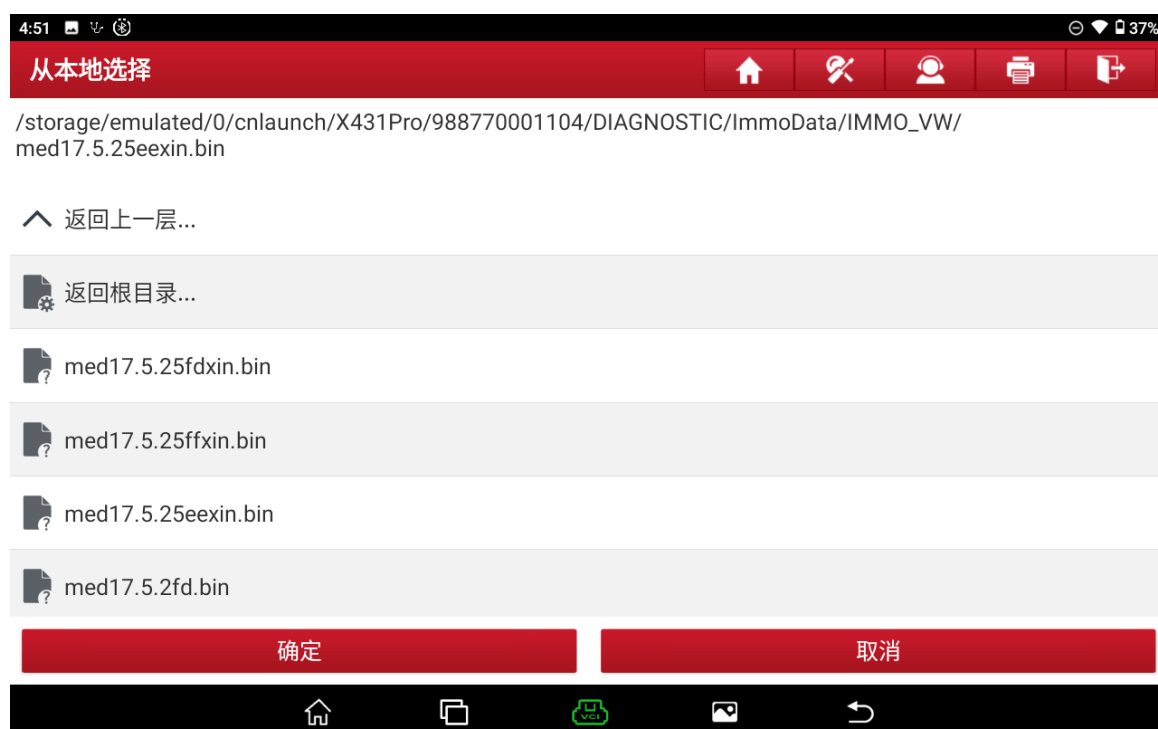 4:51 37%
从本地选择
/storage/emulated/0/cnlaunch/X431Pro/988770001104/DIAGNOSTIC/ImmoData/IMMO_VW/
med17.5.25eexin.bin
返回上一层...
返回根目录...
med17.5.25fdxin.bin
med17.5.25ffxin.bin
med17.5.25eexin.bin
med17.5.2fd.bin
确定 取消
VCI